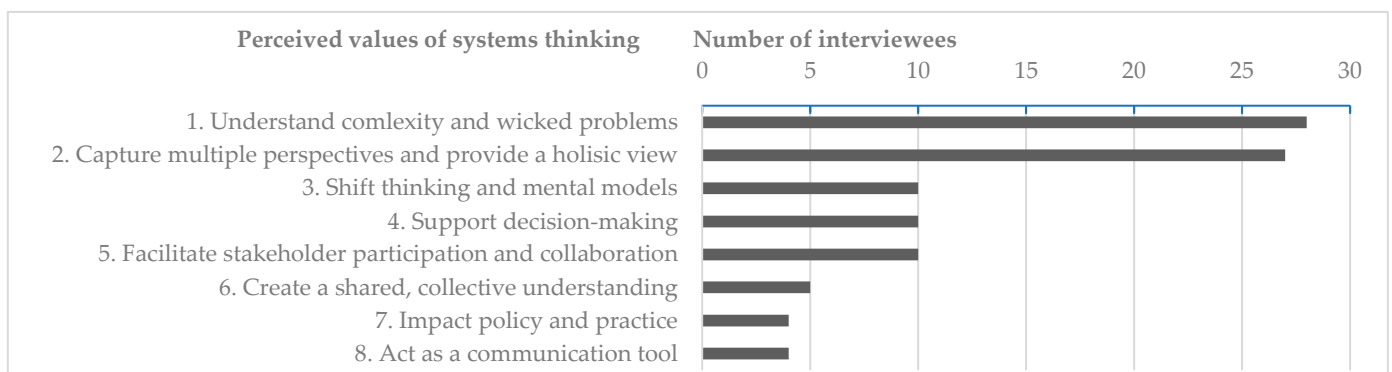 Perceived values of systems thinking Number of interviewees
0 5 10 15 20 25 30
1. Understand comlexity and wicked problems
2. Capture multiple perspectives and provide a holisic view
3. Shift thinking and mental models
4. Support decision-making
5. Facilitate stakeholder participation and collaboration
6. Create a shared, collective understanding
7. Impact policy and practice
8. Act as a communication tool